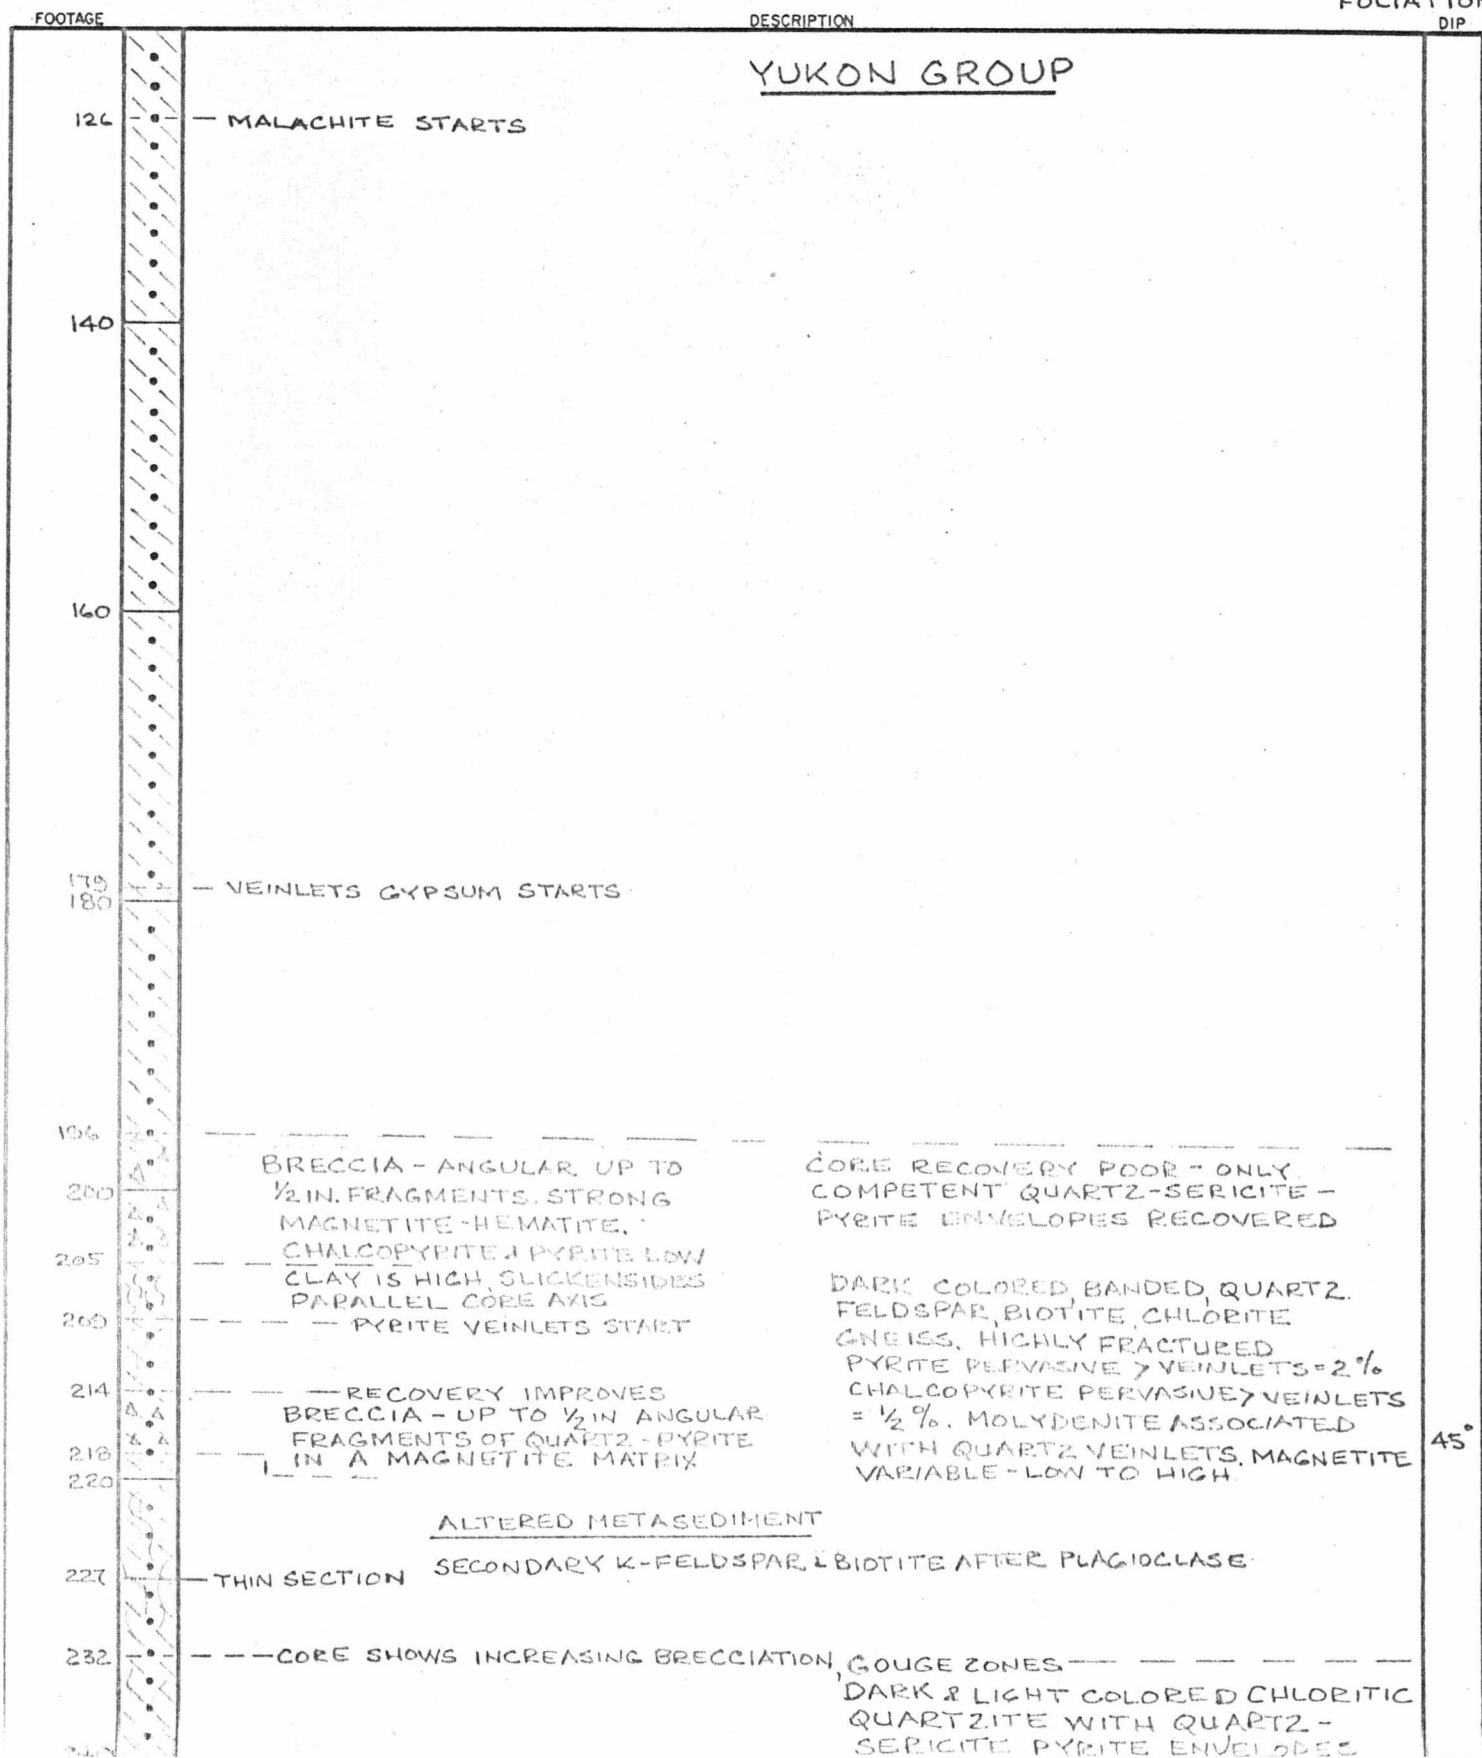 FOLIATION
FOOTAGE DESCRIPTION DIP
YUKON GROUP
126 — MALACHITE STARTS
140
160
179 — VEINLETS GYPSUM STARTS
180
196
BRECCIA - ANGULAR UP TO
200 ½ IN. FRAGMENTS. STRONG
MAGNETITE - HEMATITE.
CHALCOPYRITE & PYRITE LOW
205
CLAY IS HIGH, SLICKENSIDES
PARALLEL CORE AXIS
209 — — — PYRITE VEINLETS START
214 — — — RECOVERY IMPROVES
BRECCIA - UP TO ½ IN ANGULAR
FRAGMENTS OF QUARTZ - PYRITE
218 IN A MAGNETITE MATRIX
220
CORE RECOVERY POOR - ONLY
COMPETENT QUARTZ-SERICITE -
PYRITE ENVELOPES RECOVERED
DARK COLORED, BANDED, QUARTZ.
FELDSPAR, BIOTITE, CHLORITE
GNEISS. HIGHLY FRACTURED
PYRITE PERVASIVE > VEINLETS = 2%
CHALCOPYRITE PERVASIVE > VEINLETS
= ½ %. MOLYDENITE ASSOCIATED
WITH QUARTZ VEINLETS. MAGNETITE
VARIABLE - LOW TO HIGH
45°
ALTERED METASEDIMENT
SECONDARY K-FELDSPAR & BIOTITE AFTER PLAGIOCLASE
227 — THIN SECTION
232 — — — CORE SHOWS INCREASING BRECCIATION, GOUGE ZONES — — — — —
DARK & LIGHT COLORED CHLORITIC
QUARTZITE WITH QUARTZ -
240 SERICITE PYRITE ENVELOPES